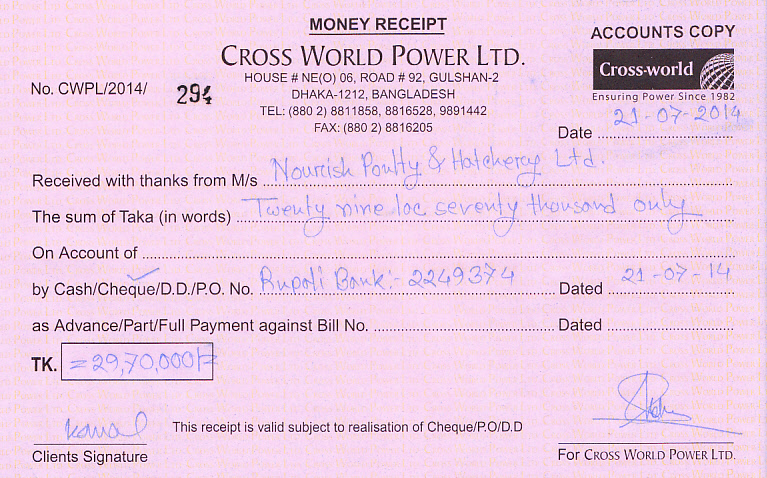 MONEY RECEIPT
ACCOUNTS COPY
CROSS WORLD POWER LTD.
HOUSE # NE(O) 06, ROAD # 92, GULSHAN-2
DHAKA-1212, BANGLADESH
TEL: (880 2) 8811858, 8816528, 9891442
FAX: (880 2) 8816205
Cross-world
Ensuring Power Since 1982
No. CWPL/2014/ 294
Date 21-07-2014
Received with thanks from M/s Nourish Poultry & Hatchery Ltd.
The sum of Taka (in words) Twenty nine lac seventy thousand only
On Account of
by Cash/Cheque/D.D./P.O. No. Rupali Bank:- 2249374 Dated 21-07-14
as Advance/Part/Full Payment against Bill No. Dated
TK. =29,70,000/=
Kamal
This receipt is valid subject to realisation of Cheque/P.O/D.D
Clients Signature
For CROSS WORLD POWER LTD.